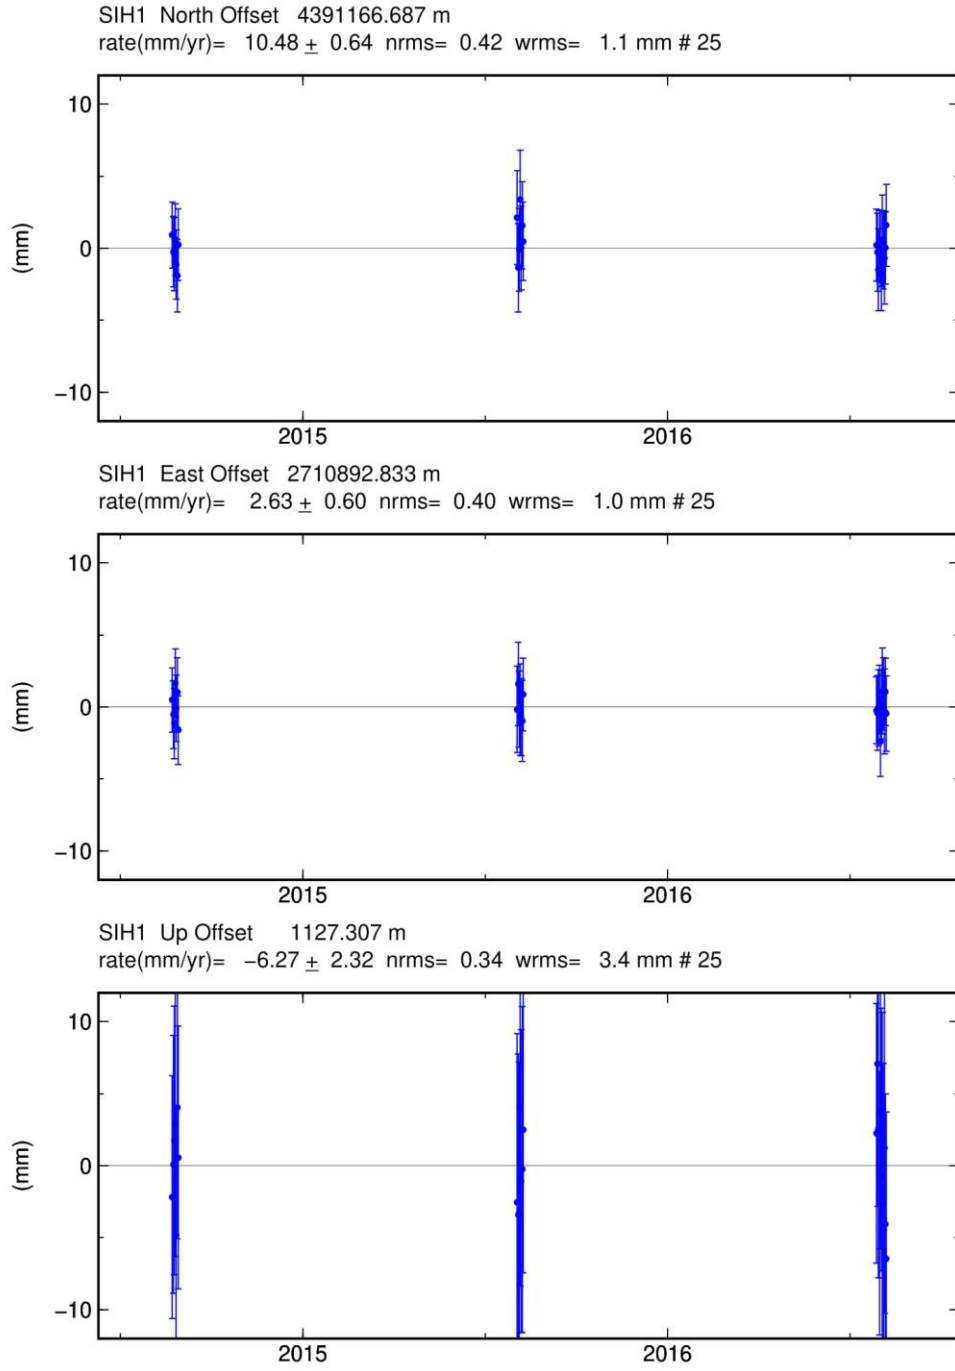 SIH1 North Offset 4391166.687 m
rate(mm/yr)= 10.48 ± 0.64 nrms= 0.42 wrms= 1.1 mm # 25
10
0
−10
(mm)
2015 2016
SIH1 East Offset 2710892.833 m
rate(mm/yr)= 2.63 ± 0.60 nrms= 0.40 wrms= 1.0 mm # 25
10
0
−10
(mm)
2015 2016
SIH1 Up Offset 1127.307 m
rate(mm/yr)= −6.27 ± 2.32 nrms= 0.34 wrms= 3.4 mm # 25
10
0
−10
(mm)
2015 2016